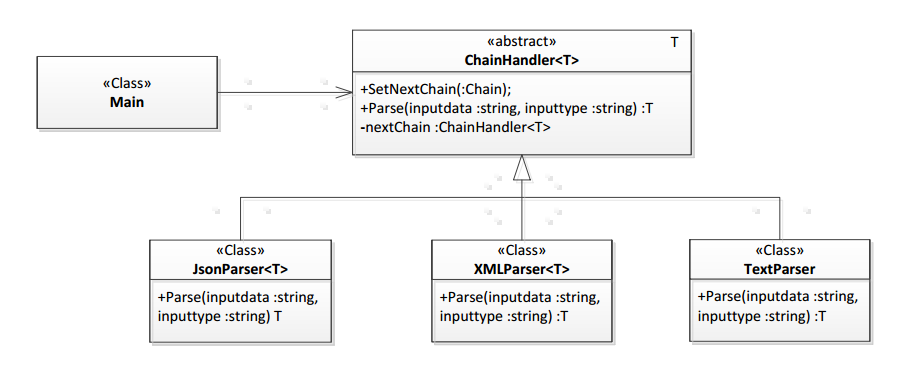 «Class»
Main
«abstract»
T
ChainHandler<T>
+SetNextChain(:Chain);
+Parse(inputdata :string, inputtype :string) :T
-nextChain :ChainHandler<T>
«Class»
JsonParser<T>
+Parse(inputdata :string,
inputtype :string) T
«Class»
XMLParser<T>
+Parse(inputdata :string,
inputtype :string) :T
«Class»
TextParser
+Parse(inputdata :string,
inputtype :string) :T